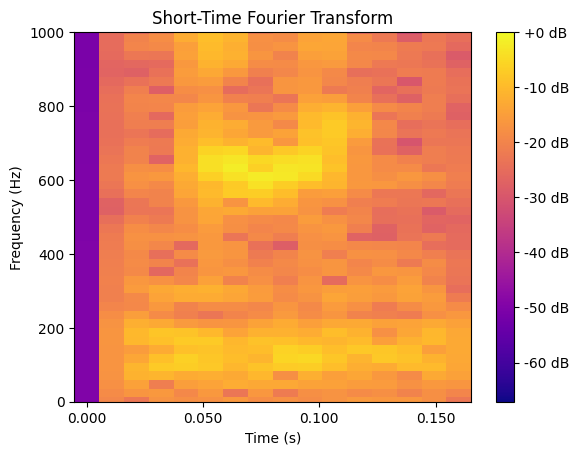 Short-Time Fourier Transform
Frequency (Hz)
1000
800
600
400
200
0
0.000
0.050
0.100
0.150
Time (s)
+0 dB
-10 dB
-20 dB
-30 dB
-40 dB
-50 dB
-60 dB